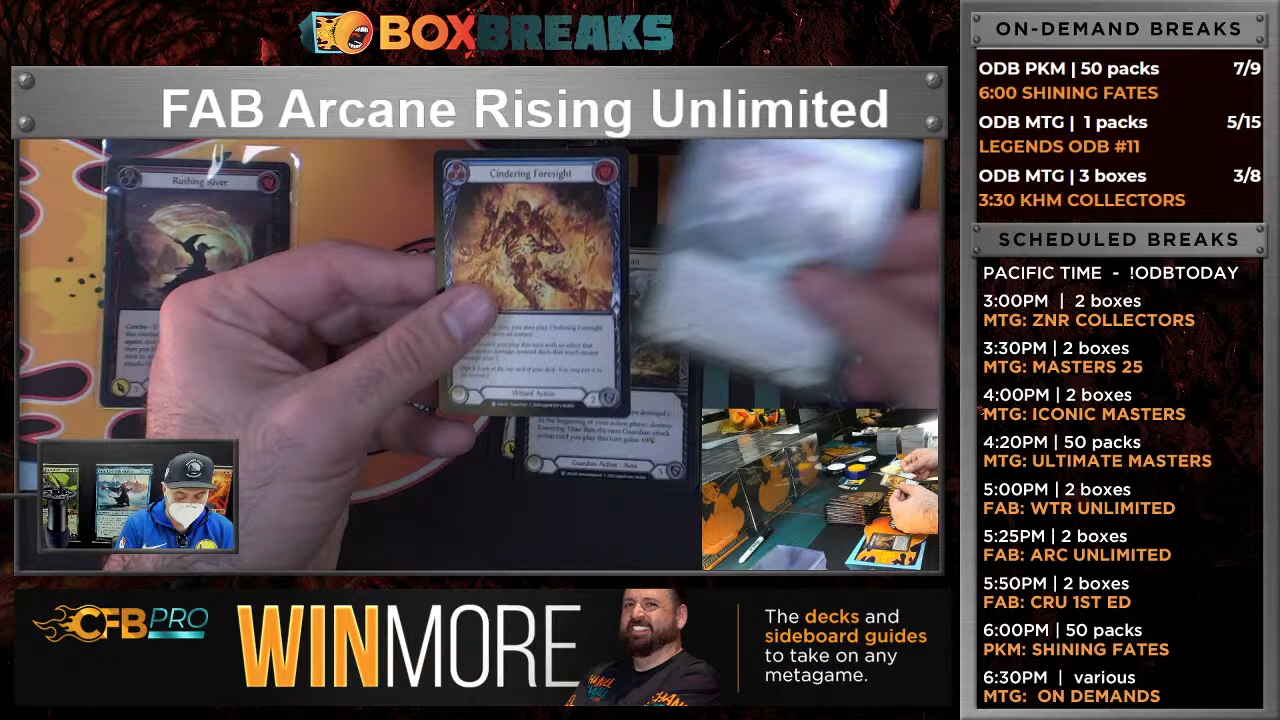 BOXBREAKS
FAB Arcane Rising Unlimited
Rushing River
Cindering Foresight
Wizard Action
Guardian Action - Aura
CFB PRO
WINMORE
The decks and
sideboard guides
to take on any
metagame.
ON-DEMAND BREAKS
ODB PKM | 50 packs 7/9
6:00 SHINING FATES
ODB MTG | 1 packs 5/15
LEGENDS ODB #11
ODB MTG | 3 boxes 3/8
3:30 KHM COLLECTORS
SCHEDULED BREAKS
PACIFIC TIME - !ODBTODAY
3:00PM | 2 boxes
MTG: ZNR COLLECTORS
3:30PM | 2 boxes
MTG: MASTERS 25
4:00PM | 2 boxes
MTG: ICONIC MASTERS
4:20PM | 50 packs
MTG: ULTIMATE MASTERS
5:00PM | 2 boxes
FAB: WTR UNLIMITED
5:25PM | 2 boxes
FAB: ARC UNLIMITED
5:50PM | 2 boxes
FAB: CRU 1ST ED
6:00PM | 50 packs
PKM: SHINING FATES
6:30PM | various
MTG: ON DEMANDS